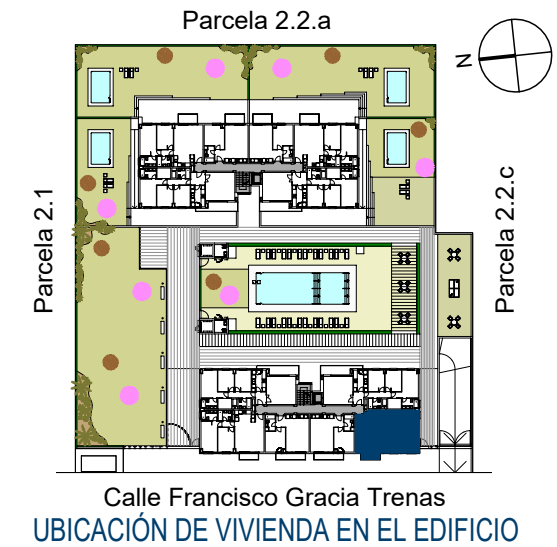 Parcela 2.2.a
N
Parcela 2.1
Parcela 2.2.c
Calle Francisco Gracia Trenas
UBICACIÓN DE VIVIENDA EN EL EDIFICIO